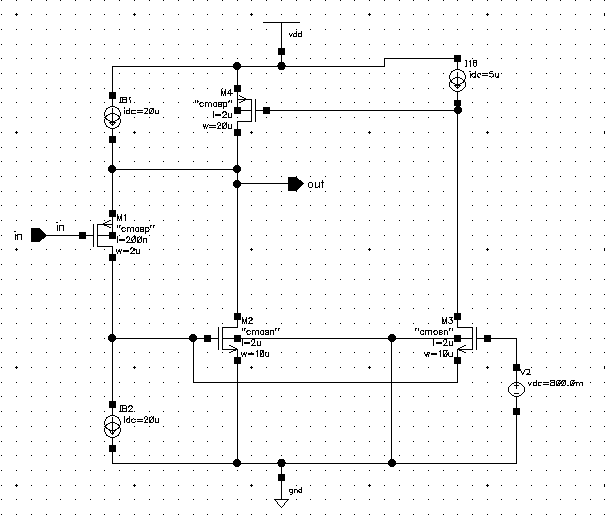 vdd
IB1
idc=20u
M4
"cmosp"
l=2u
w=20u
I18
idc=5u
out
in
in
M1
"cmosp"
l=200n
w=2u
M2
"cmosn"
l=2u
w=10u
M3
"cmosn"
l=2u
w=10u
V2
vdc=800.0m
IB2
idc=20u
gnd